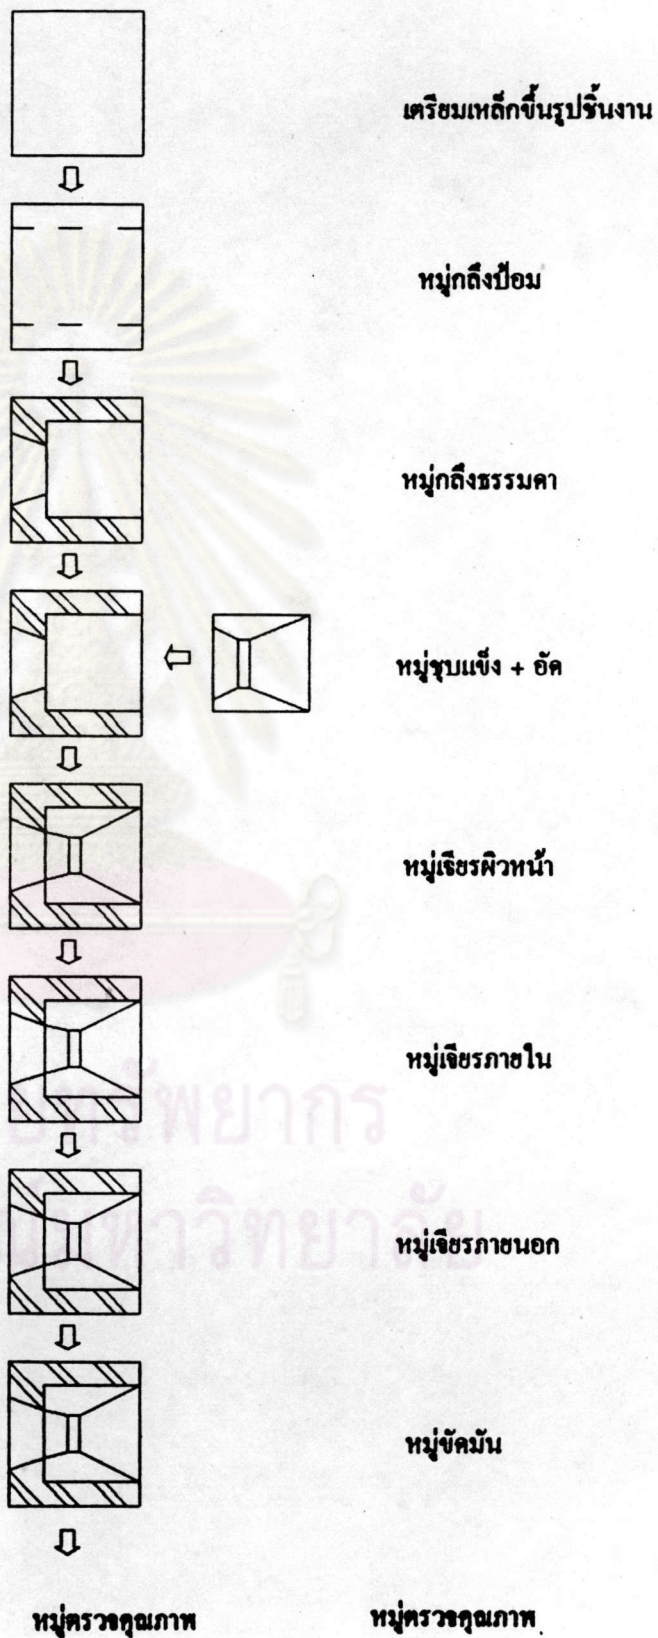 เตรียมเหล็กขึ้นรูปชิ้นงาน
หมู่กลึงป้อม
หมู่กลึงธรรมดา
หมู่ชุบแข็ง + อัด
หมู่เจียรผิวหน้า
หมู่เจียรภายใน
หมู่เจียรภายนอก
หมู่ขัดมัน
หมู่ตรวจคุณภาพ หมู่ตรวจคุณภาพ